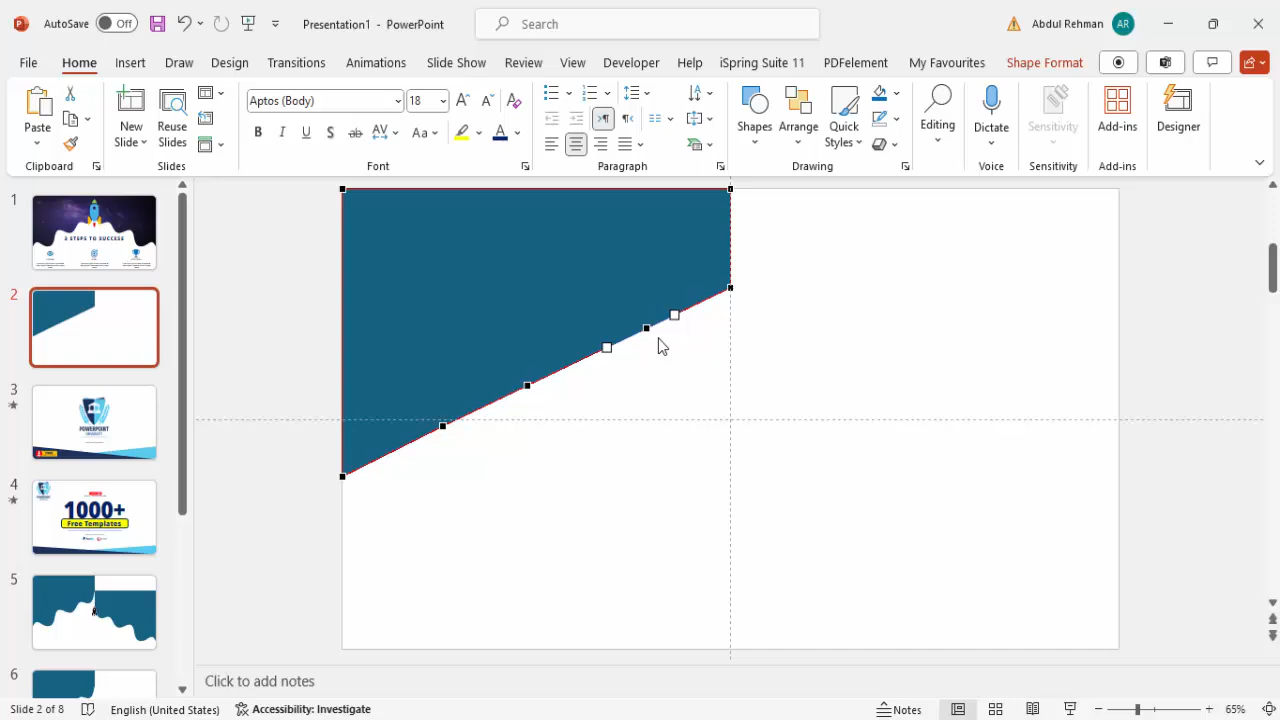 AutoSave Off Presentation1 - PowerPoint Search Abdul Rehman AR
File Home Insert Draw Design Transitions Animations Slide Show Review View Developer Help iSpring Suite 11 PDFelement My Favourites Shape Format
Paste
New Slide
Reuse Slides
Aptos (Body) 18
B I U S ab AV Aa
A
Shapes
Arrange
Quick Styles
Editing
Dictate
Sensitivity
Add-ins
Designer
Clipboard Slides Font Paragraph Drawing Voice Sensitivity Add-ins
1
3 STEPS TO SUCCESS
2
3
POWERPOINT
4
1000+
Free Templates
5
6
Click to add notes
Slide 2 of 8 English (United States) Accessibility: Investigate Notes 65%